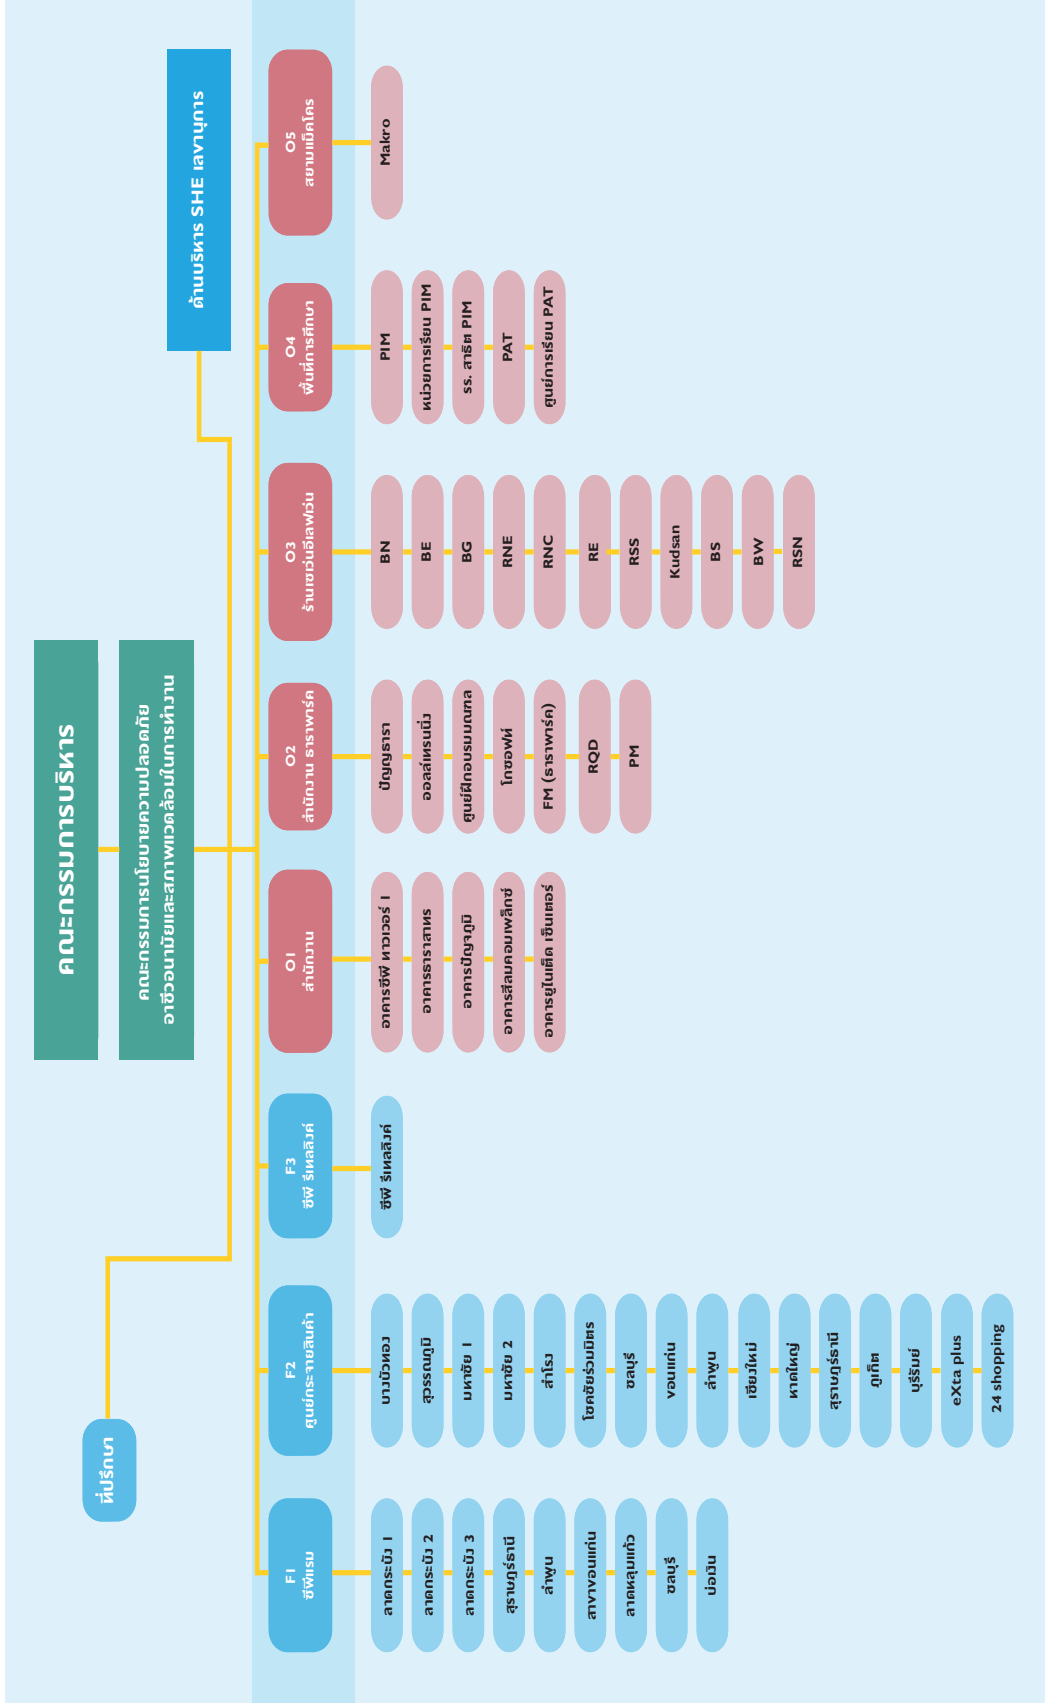 คณะกรรมการบริหาร
คณะกรรมการนโยบายความปลอดภัย
อาชีวอนามัยและสภาพแวดล้อมในการทำงาน
ที่ปรึกษา
ด้านบริหาร SHE เลขานุการ
F1
ซีพีแรม
ลาดกระบัง 1
ลาดกระบัง 2
ลาดกระบัง 3
สุราษฎร์ธานี
ลำพูน
สาขาขอนแก่น
ลาดหลุมแก้ว
ชลบุรี
บ่อเงิน
F2
ศูนย์กระจายสินค้า
บางบัวทอง
สุวรรณภูมิ
มหาชัย 1
มหาชัย 2
สำโรง
โชคชัยร่วมมิตร
ชลบุรี
ขอนแก่น
ลำพูน
เชียงใหม่
หาดใหญ่
สุราษฎร์ธานี
ภูเก็ต
บุรีรัมย์
eXta plus
24 shopping
F3
ซีพี รีเทลลิงค์
ซีพี รีเทลลิงค์
O1
สำนักงาน
อาคารซีพี ทาวเวอร์ 1
อาคารธาราสาทร
อาคารปัญจภูมิ
อาคารสีลมคอมเพล็กซ์
อาคารยูไนเต็ด เซ็นเตอร์
O2
สำนักงาน ธาราพาร์ค
ปัญญธารา
ออลล์เทรนนิ่ง
ศูนย์ฝึกอบรมมณฑล
โกซอฟท์
FM (ธาราพาร์ค)
RQD
PM
O3
ร้านเซเว่นอีเลฟเว่น
BN
BE
BG
RNE
RNC
RE
RSS
Kudsan
BS
BW
RSN
O4
พื้นที่การศึกษา
PIM
หน่วยการเรียน PIM
รร. สาธิต PIM
PAT
ศูนย์การเรียน PAT
O5
สยามแม็คโคร
Makro